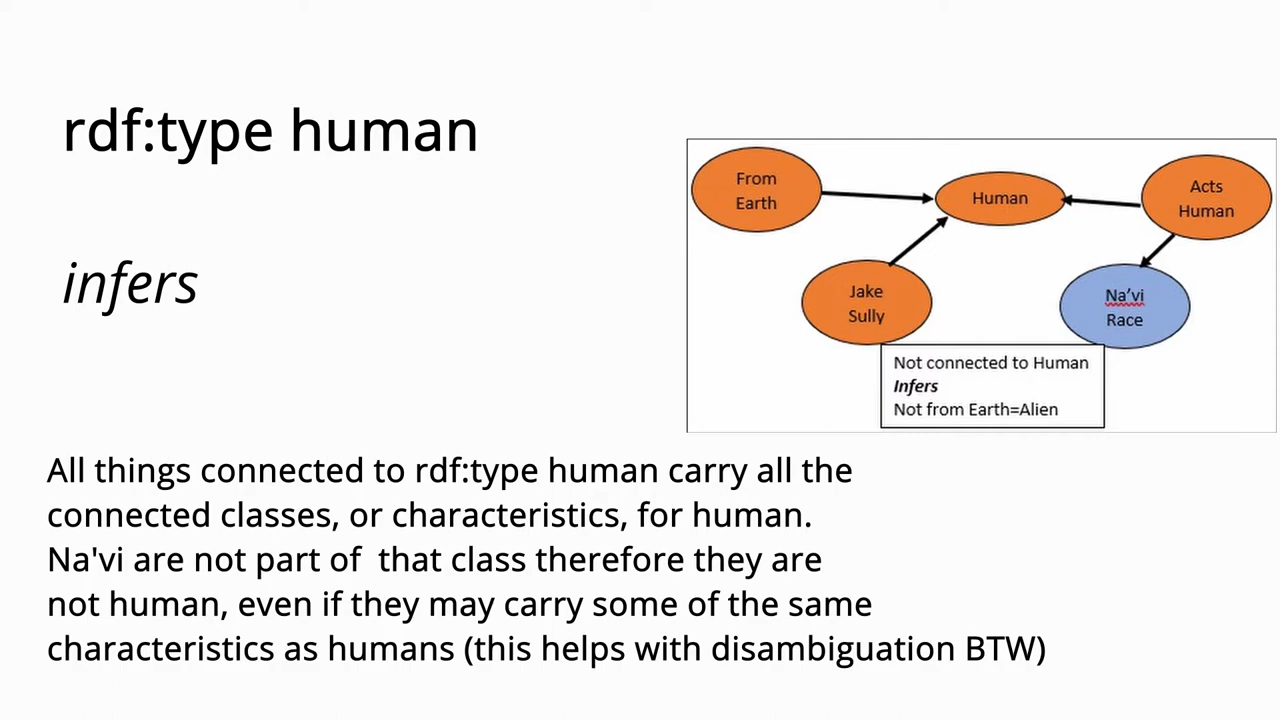 rdf:type human
infers
From
Earth
Human
Acts
Human
Jake
Sully
Na’vi
Race
Not connected to Human
Infers
Not from Earth=Alien
All things connected to rdf:type human carry all the
connected classes, or characteristics, for human.
Na'vi are not part of  that class therefore they are
not human, even if they may carry some of the same
characteristics as humans (this helps with disambiguation BTW)